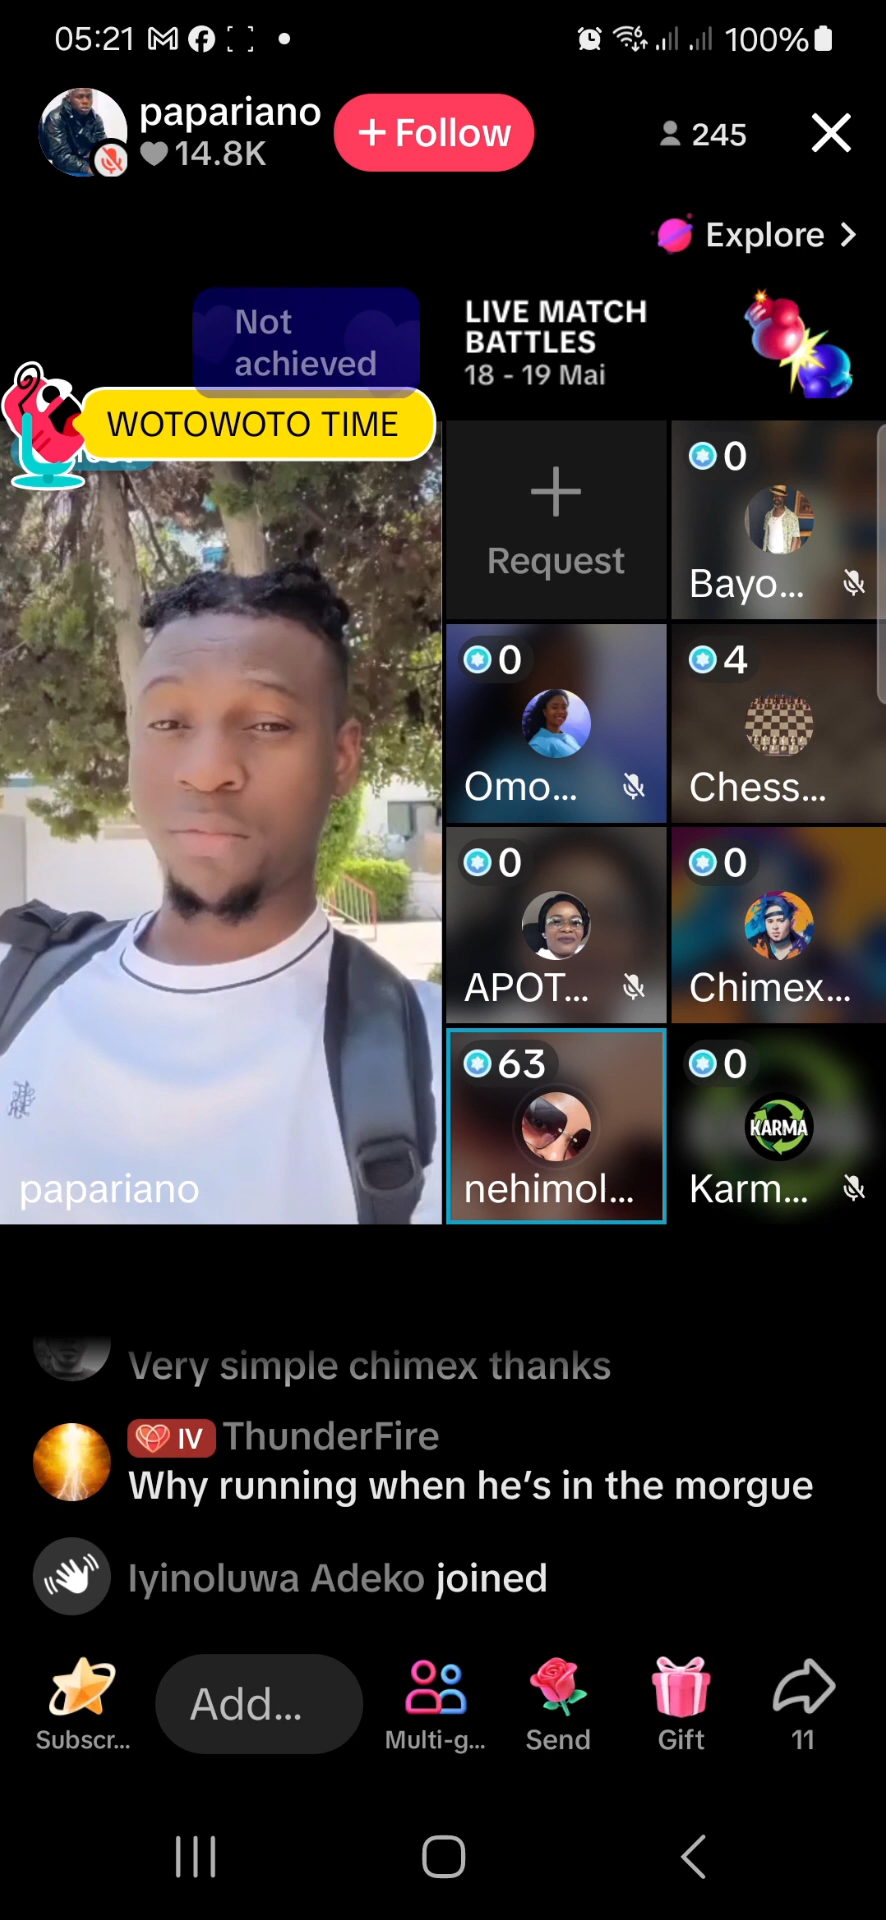 05:21
100%
papariano
14.8K
+ Follow
245
Explore
Not
achieved
LIVE MATCH
BATTLES
18 - 19 Mai
WOTOWOTO TIME
Request
0
Bayo...
0
Omo...
4
Chess...
0
APOT...
0
Chimex...
63
nehimol...
0
KARMA
Karm...
papariano
Very simple chimex thanks
IV ThunderFire
Why running when he's in the morgue
Iyinoluwa Adeko joined
Add...
Subscr...
Multi-g...
Send
Gift
11